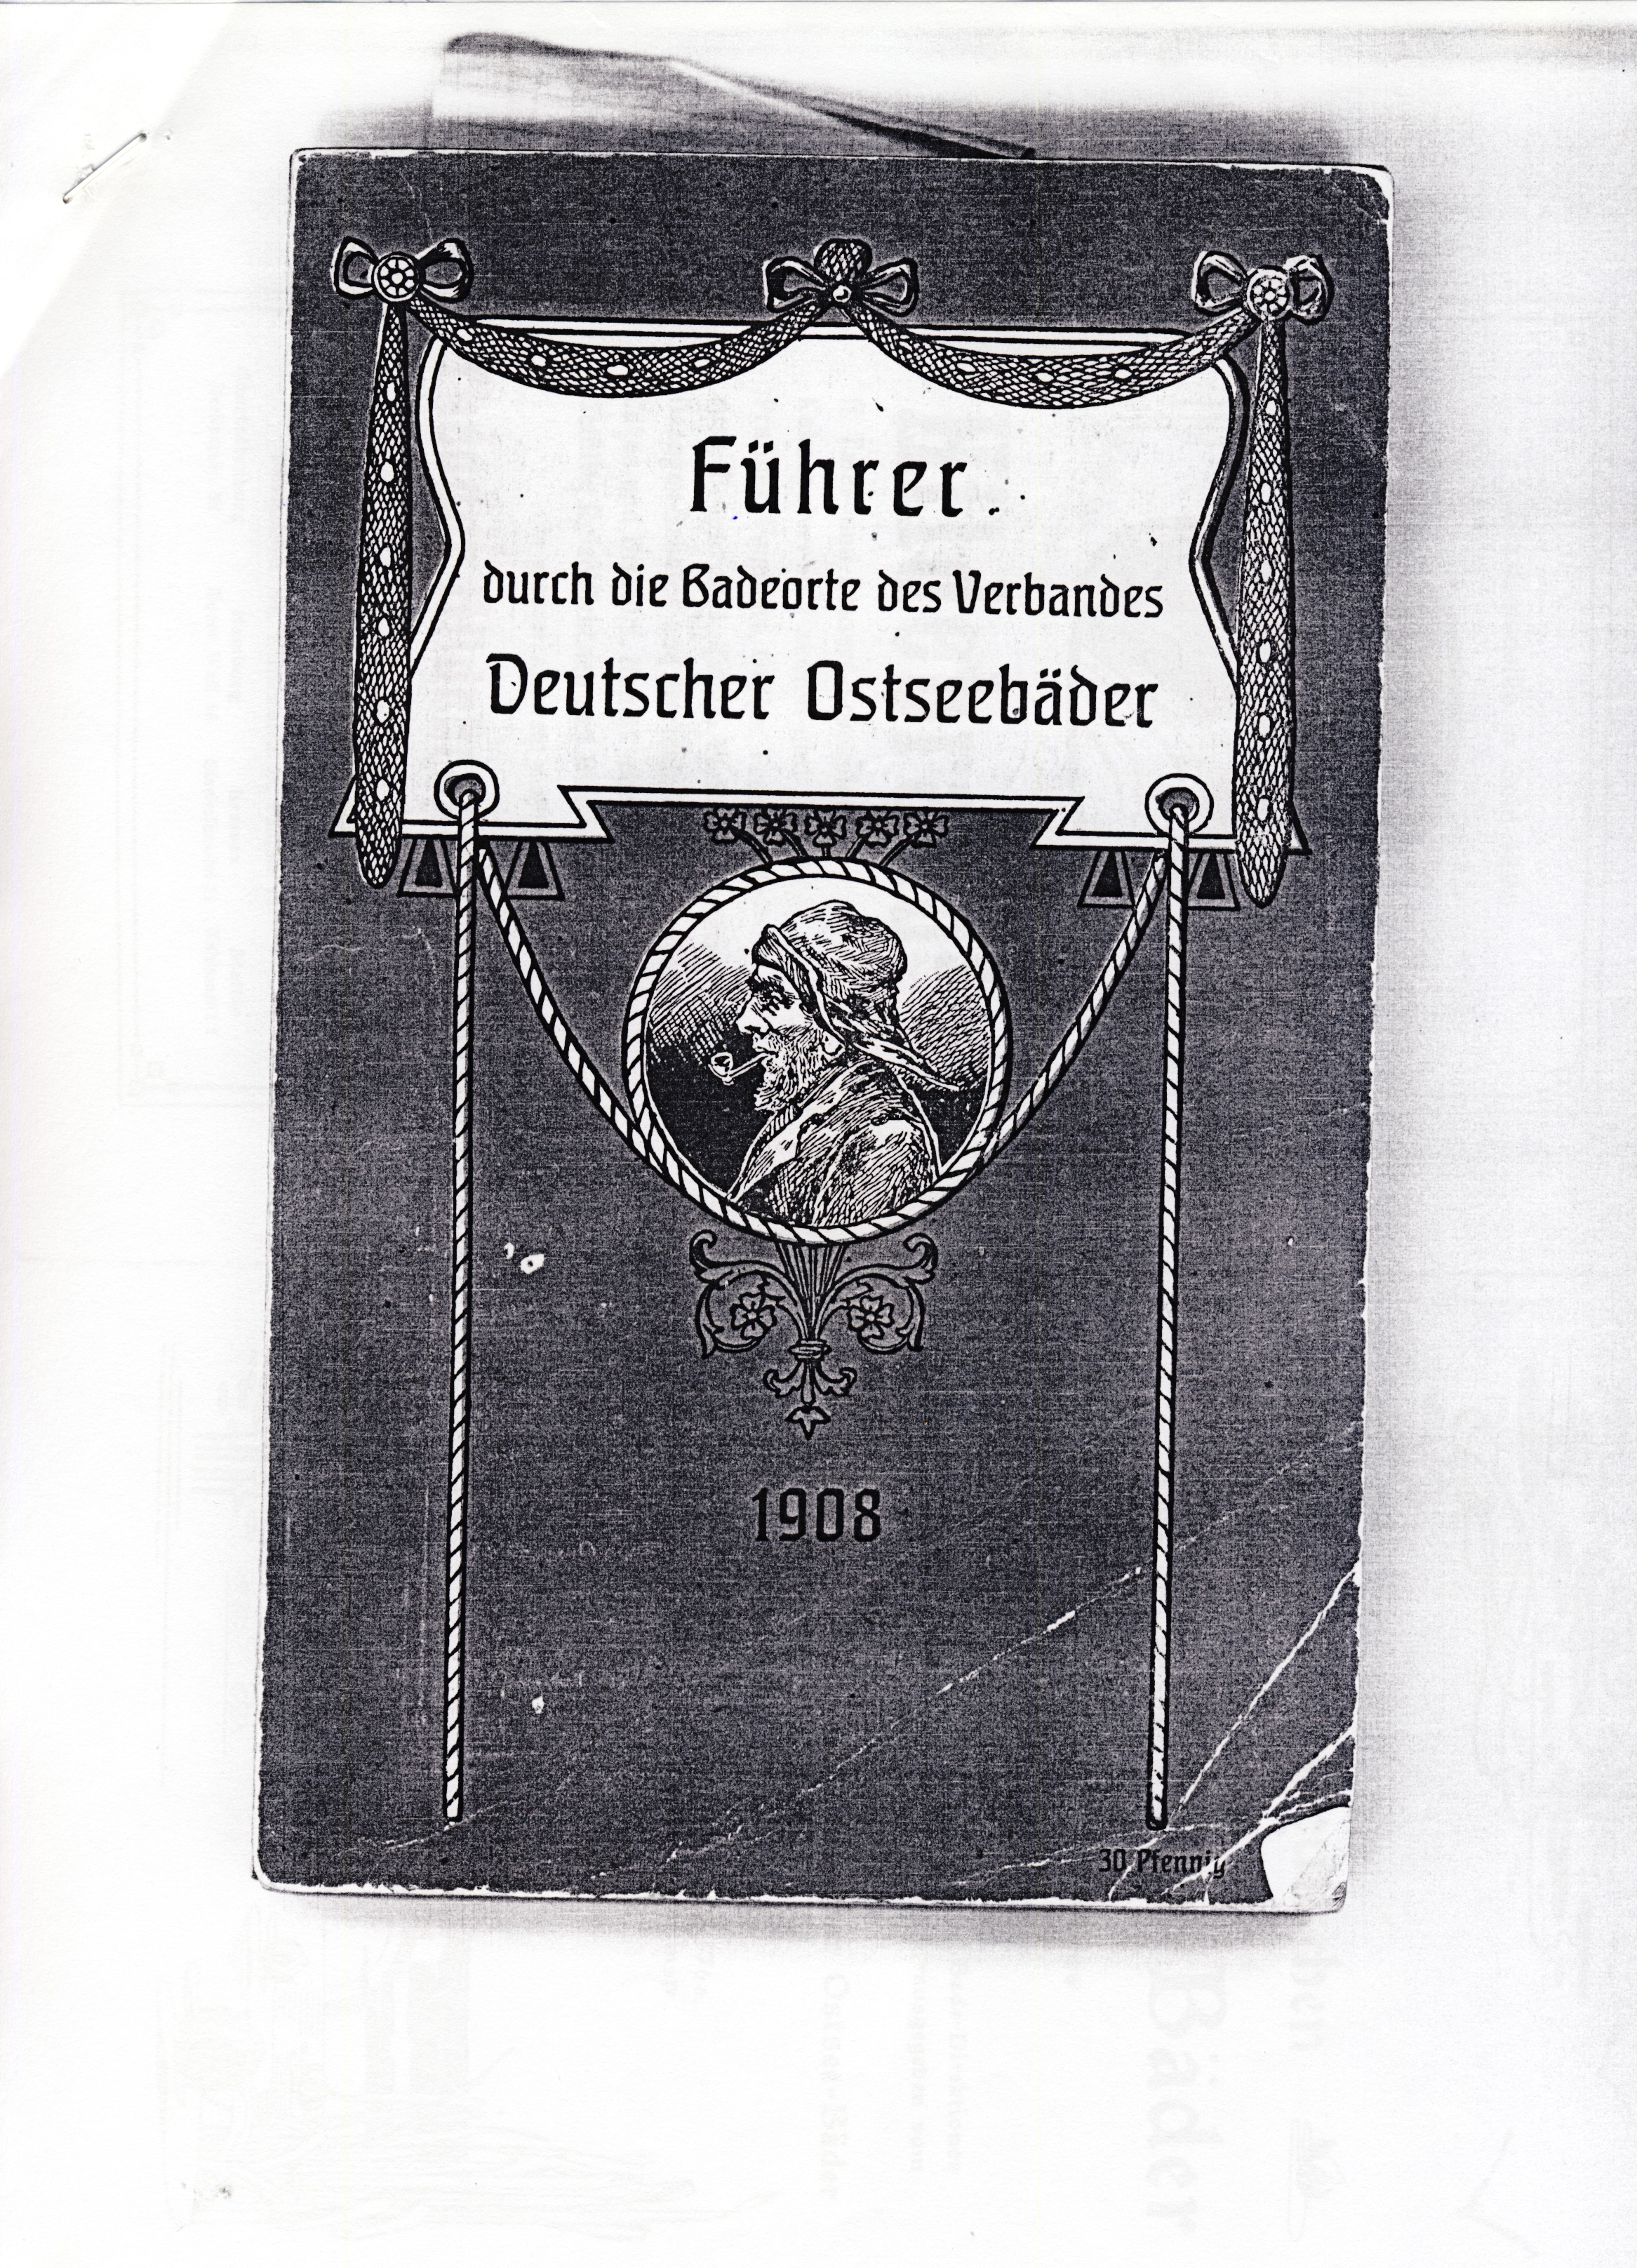 Führer
durch die Badeorte des Verbandes
Deutscher Ostseebäder
1908
30 Pfennig